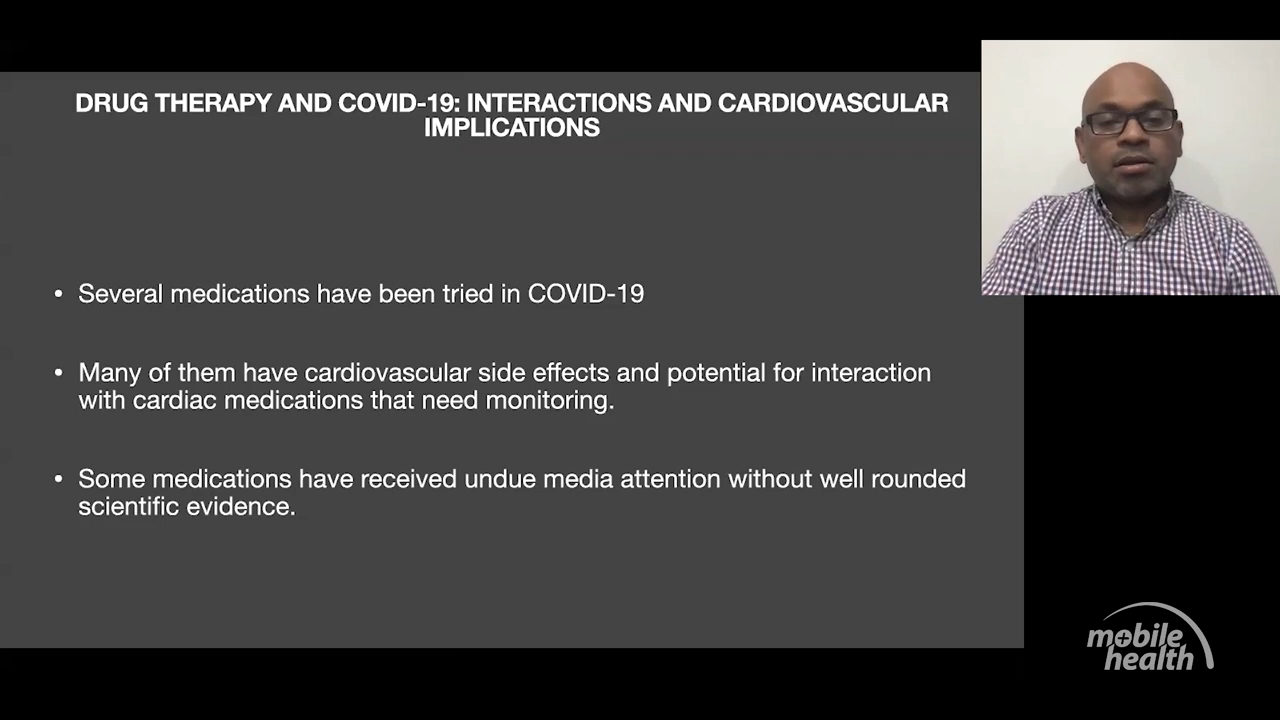 DRUG THERAPY AND COVID-19: INTERACTIONS AND CARDIOVASCULAR
IMPLICATIONS
• Several medications have been tried in COVID-19
• Many of them have cardiovascular side effects and potential for interaction
with cardiac medications that need monitoring.
• Some medications have received undue media attention without well rounded
scientific evidence.
mobile
health